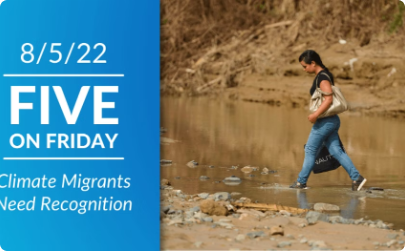 8/5/22
FIVE
ON FRIDAY
Climate Migrants
Need Recognition